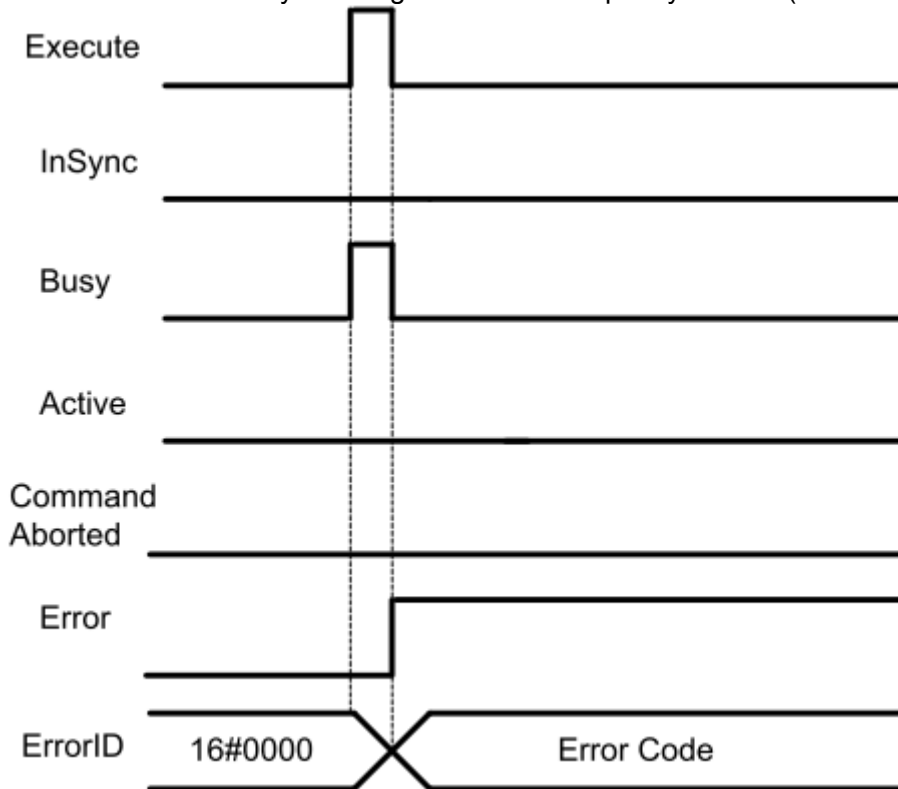 Execute
InSync
Busy
Active
Command
Aborted
Error
ErrorID 16#0000 Error Code